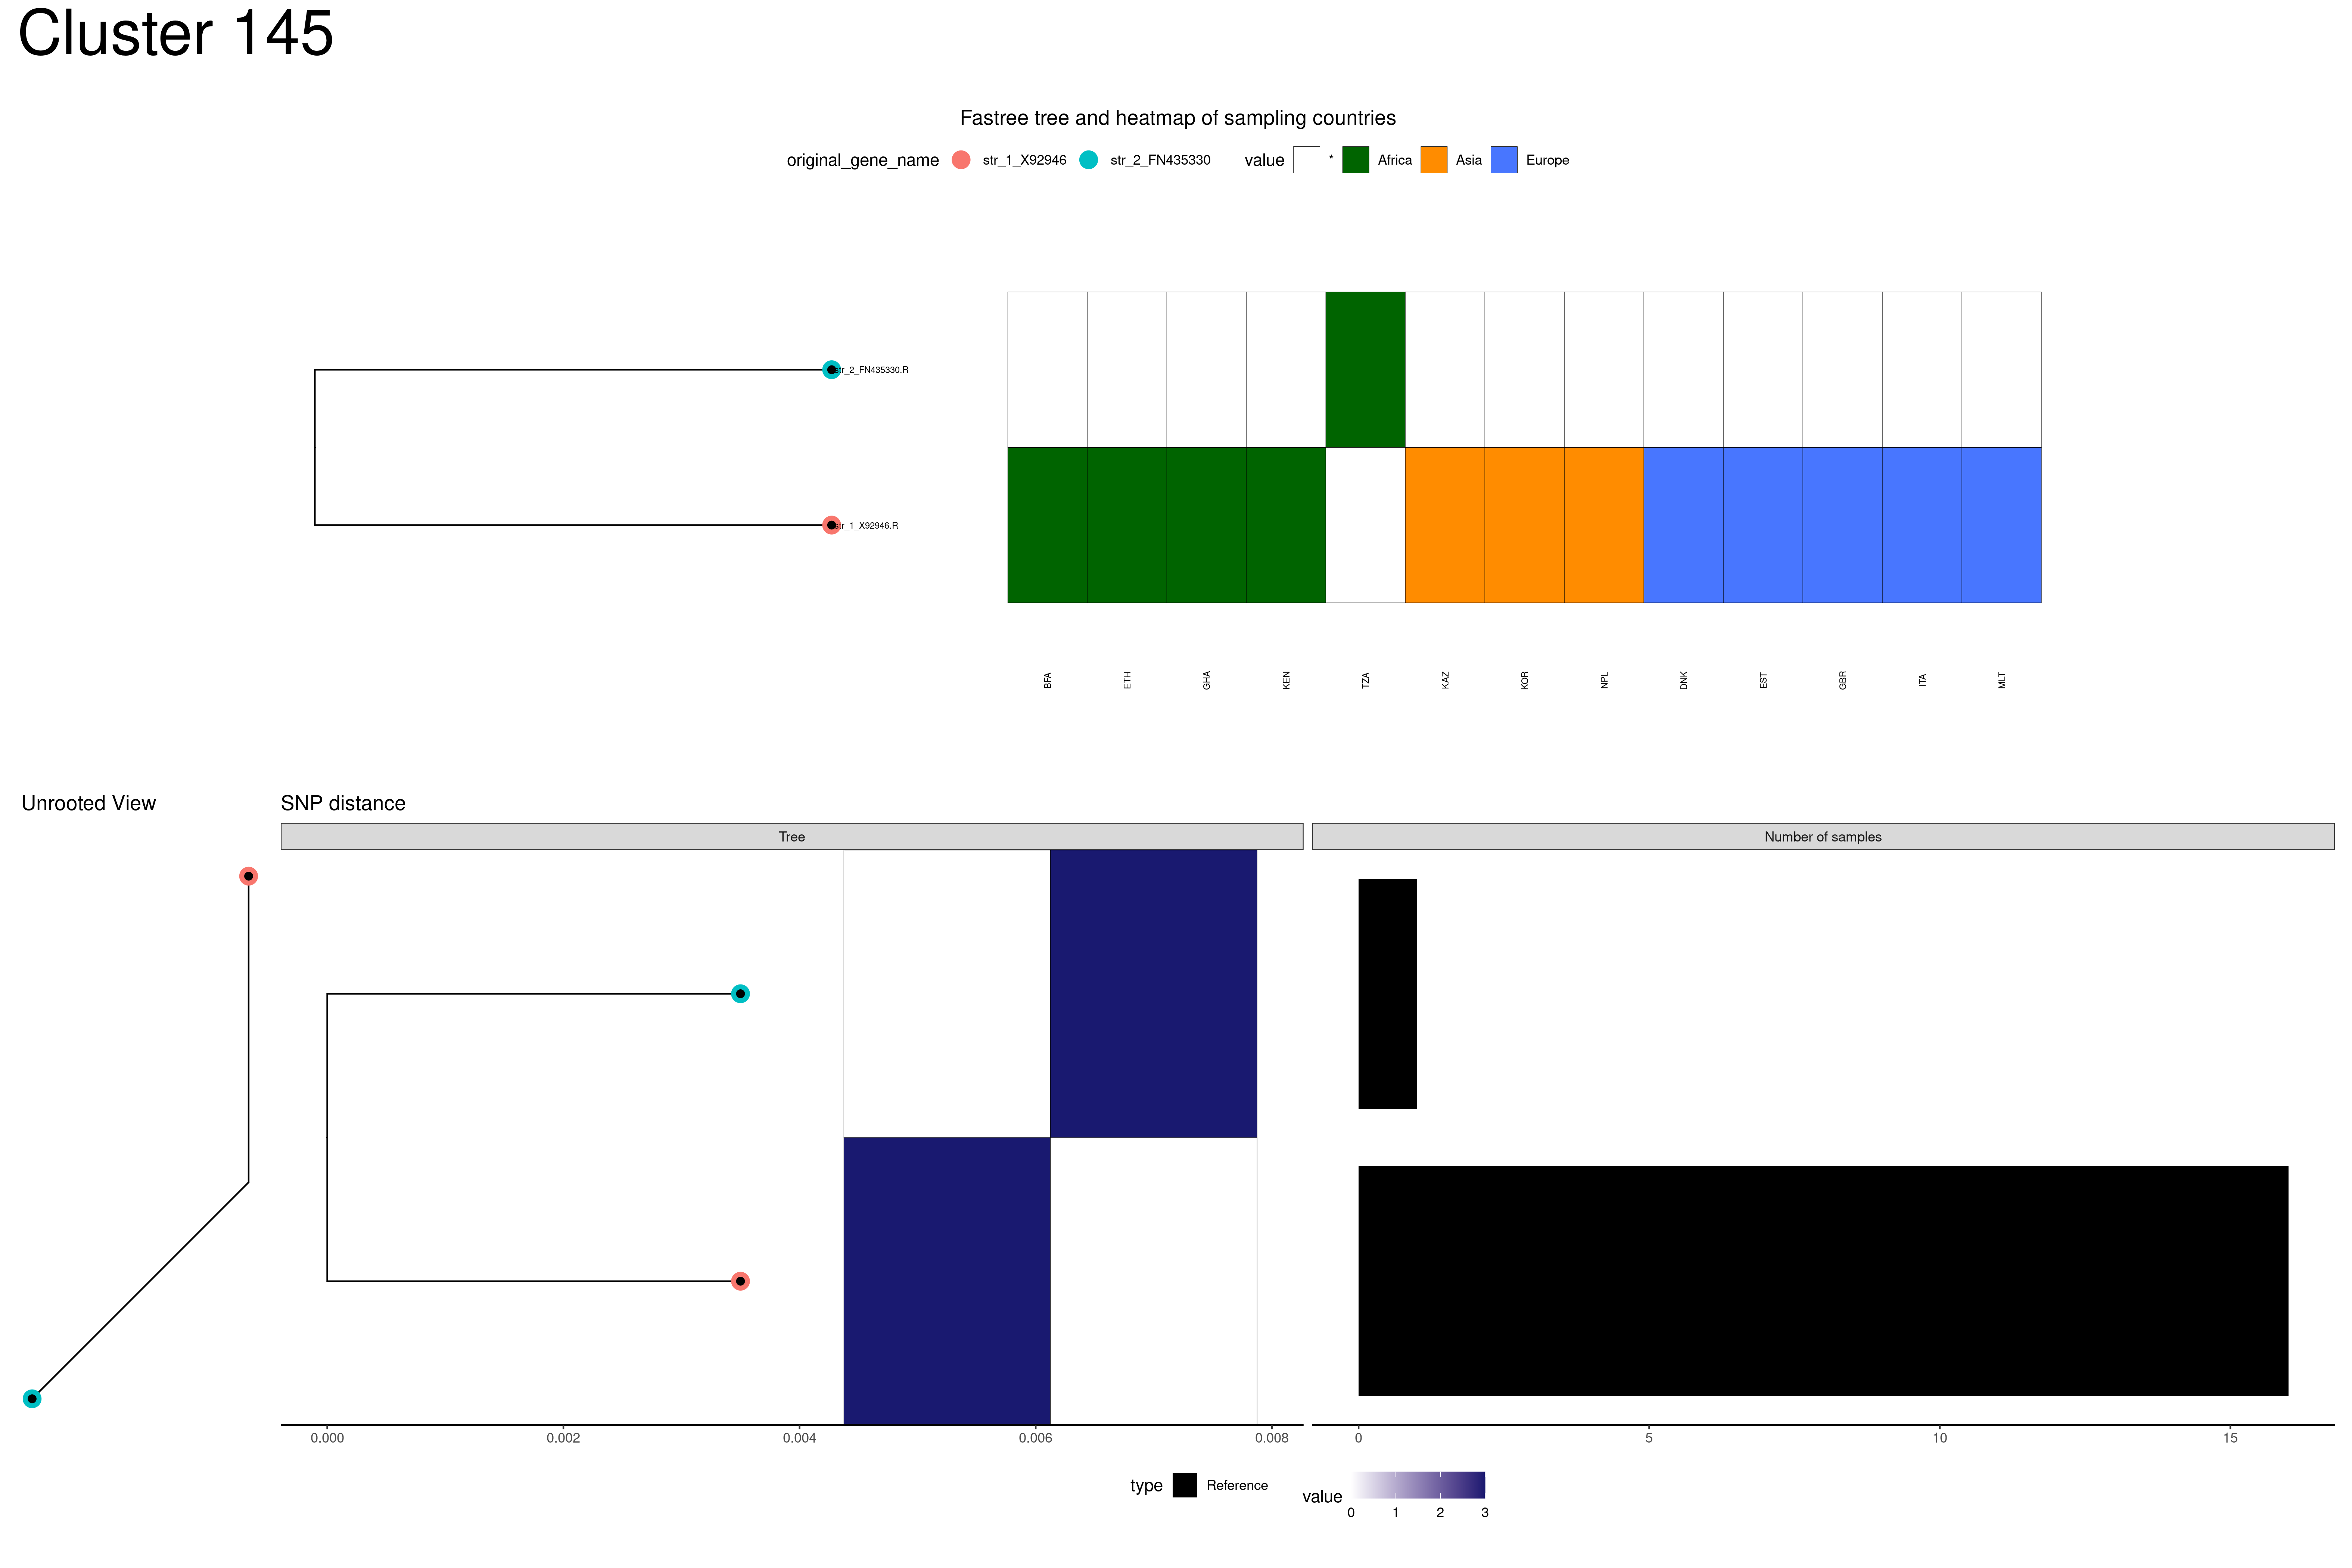 Cluster 145
Fastree tree and heatmap of sampling countries
original_gene_name str_1_X92946 str_2_FN435330 value * Africa Asia Europe
str_2_FN435330.R
str_1_X92946.R
BFA ETH GHA KEN TZA KAZ KOR NPL DNK EST GBR ITA MLT
Unrooted View SNP distance
Tree Number of samples
0.000 0.002 0.004 0.006 0.008 0 5 10 15
type Reference value
0 1 2 3